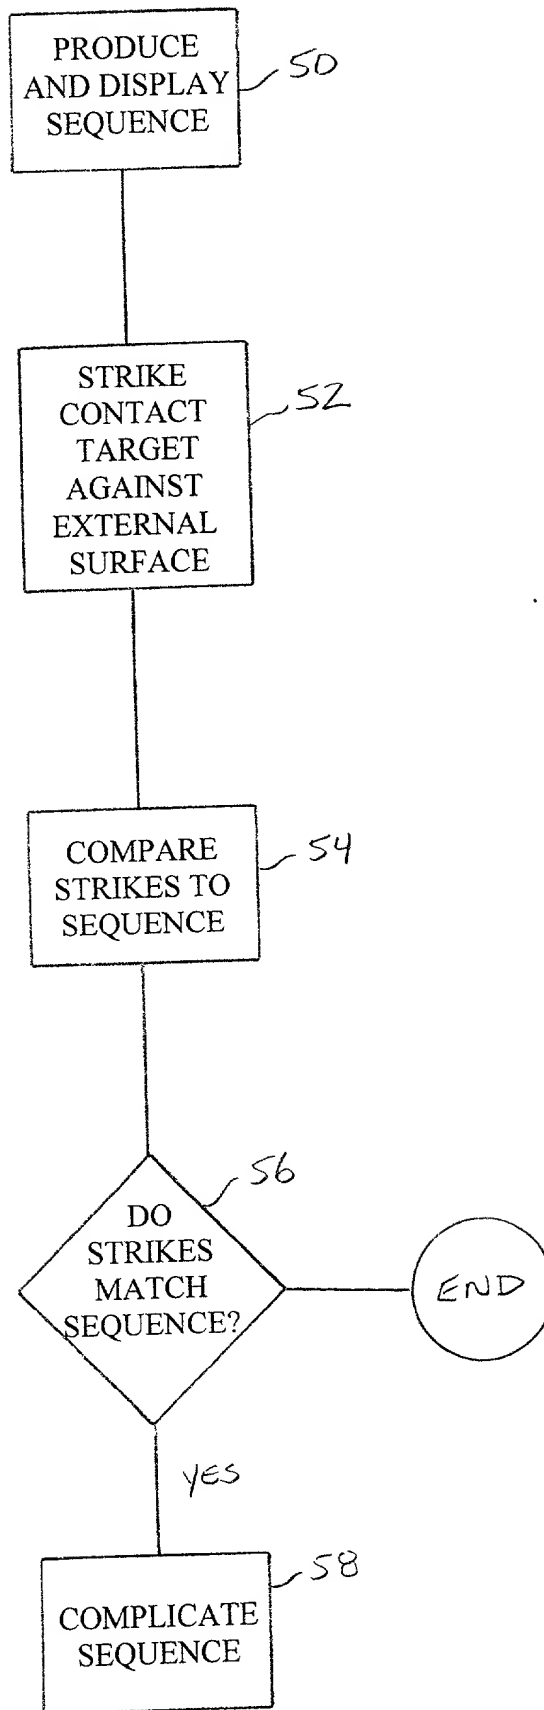 PRODUCE
AND DISPLAY
SEQUENCE
50
STRIKE
CONTACT
TARGET
AGAINST
EXTERNAL
SURFACE
52
COMPARE
STRIKES TO
SEQUENCE
54
56
DO
STRIKES
MATCH
SEQUENCE?
END
YES
58
COMPLICATE
SEQUENCE